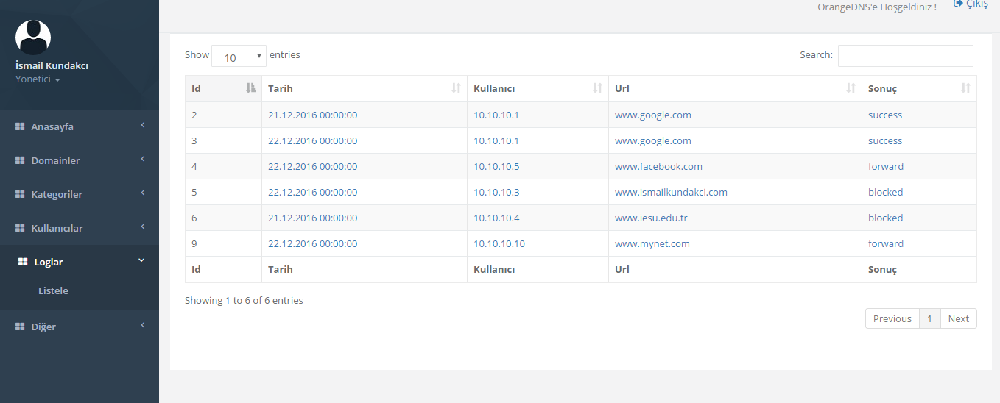 OrangeDNS'e Hoşgeldiniz ! Çıkış
İsmail Kundakcı
Yönetici
Anasayfa
Domainler
Kategoriler
Kullanıcılar
Loglar
Listele
Diğer
Show 10 entries Search:
Id Tarih Kullanıcı Url Sonuç
2 21.12.2016 00:00:00 10.10.10.1 www.google.com success
3 22.12.2016 00:00:00 10.10.10.1 www.google.com success
4 22.12.2016 00:00:00 10.10.10.5 www.facebook.com forward
5 22.12.2016 00:00:00 10.10.10.3 www.ismailkundakci.com blocked
6 21.12.2016 00:00:00 10.10.10.4 www.iesu.edu.tr blocked
9 22.12.2016 00:00:00 10.10.10.10 www.mynet.com forward
Id Tarih Kullanıcı Url Sonuç
Showing 1 to 6 of 6 entries
Previous 1 Next